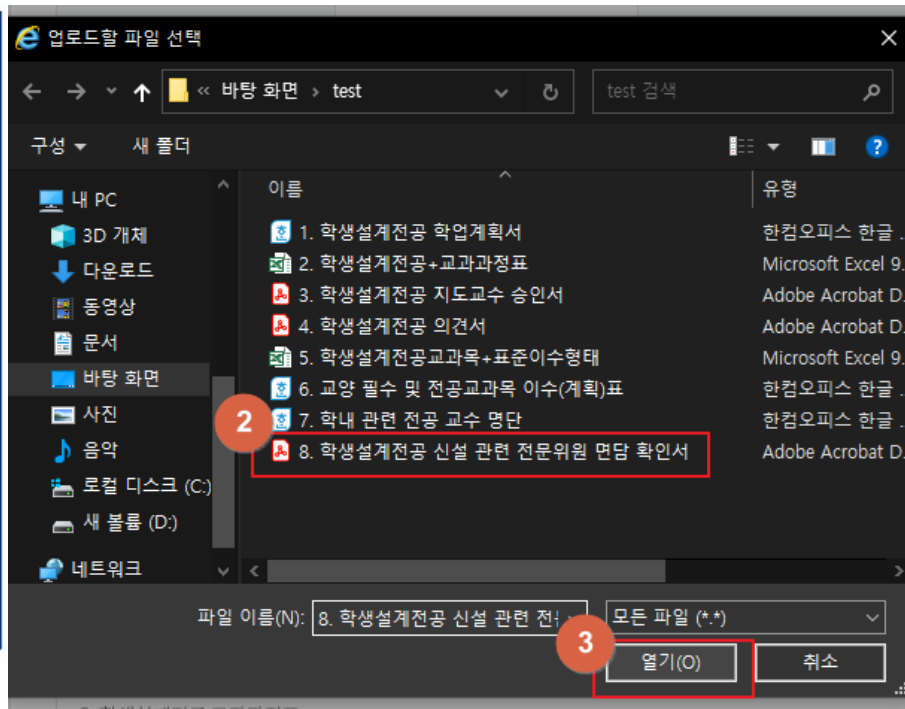 업로드할 파일 선택
« 바탕 화면 › test
test 검색
구성
새 폴더
?
내 PC
3D 개체
다운로드
동영상
문서
바탕 화면
사진
음악
로컬 디스크 (C:)
새 볼륨 (D:)
네트워크
이름 유형
1. 학생설계전공 학업계획서 한컴오피스 한글 .
2. 학생설계전공+교과과정표 Microsoft Excel 9.
3. 학생설계전공 지도교수 승인서 Adobe Acrobat D.
4. 학생설계전공 의견서 Adobe Acrobat D.
5. 학생설계전공교과목+표준이수형태 Microsoft Excel 9.
6. 교양 필수 및 전공교과목 이수(계획)표 한컴오피스 한글 .
7. 학내 관련 전공 교수 명단 한컴오피스 한글 .
2
8. 학생설계전공 신설 관련 전문위원 면담 확인서 Adobe Acrobat D.
파일 이름(N): 8. 학생설계전공 신설 관련 모든 파일 (*.*)
3
열기(O) 취소